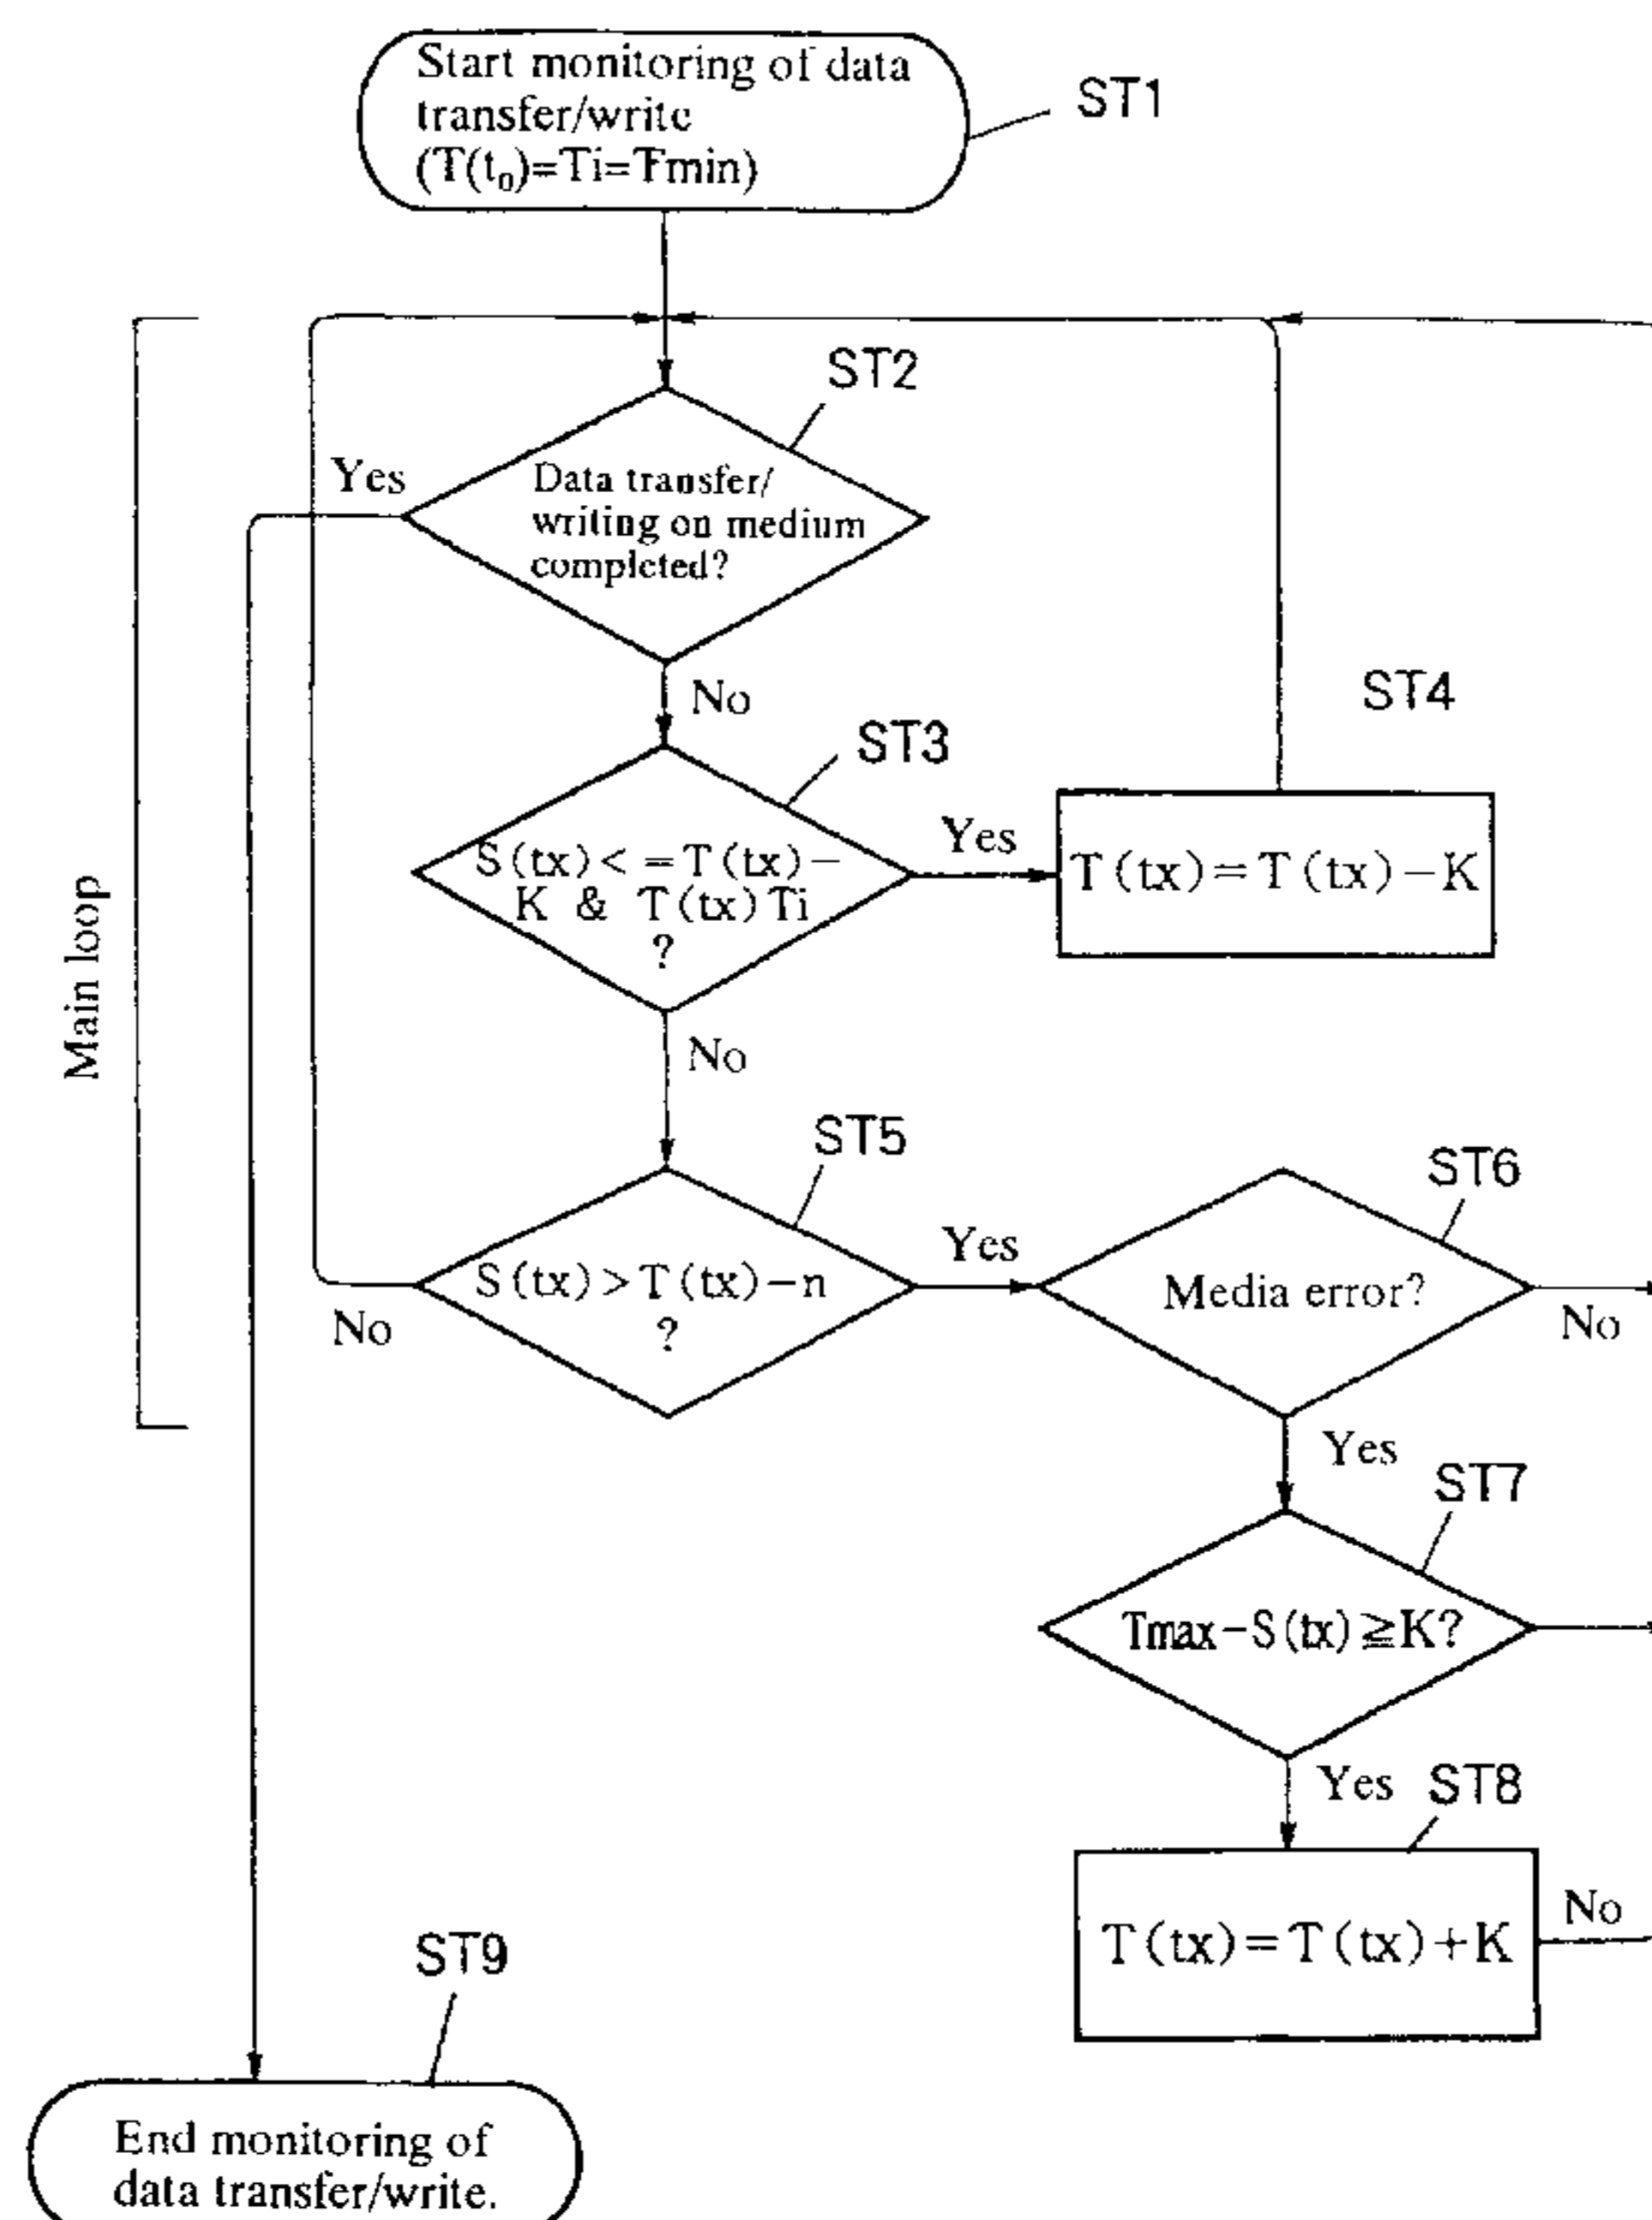 Start monitoring of data
transfer/write
(T(t₀)=Ti=Tmin)
ST1
ST2
Yes
Data transfer/
writing on medium
completed?
No
ST3
ST4
S(tx)<=T(tx)−
K & T(tx)Ti
?
Yes
T(tx)=T(tx)−K
Main loop
No
ST5
ST6
S(tx)>T(tx)−n
?
Yes
No
Media error?
No
Yes
ST7
Tmax−S(tx)≧K?
Yes
ST8
T(tx)=T(tx)+K
No
ST9
End monitoring of
data transfer/write.